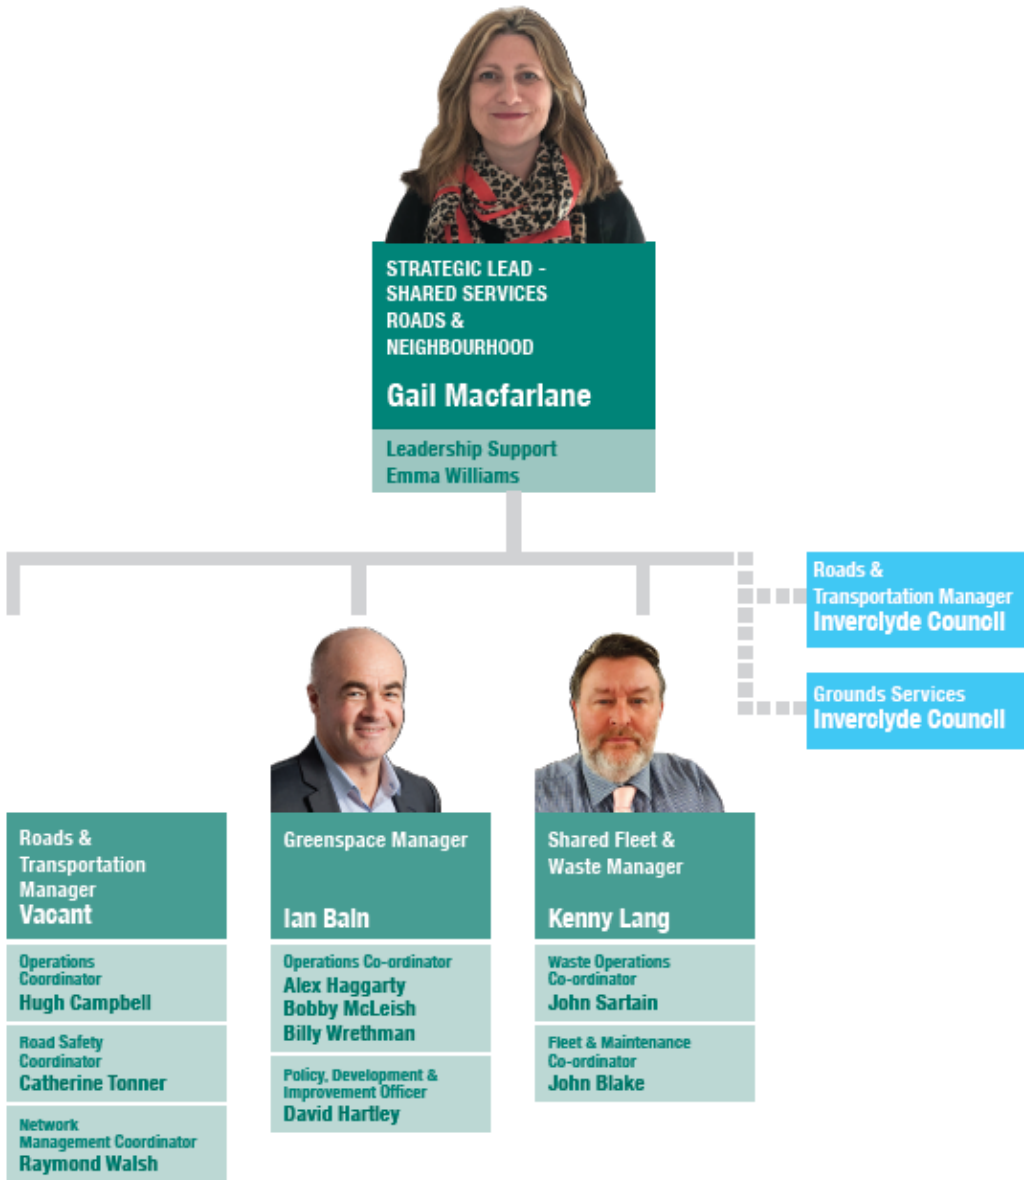 STRATEGIC LEAD -
SHARED SERVICES
ROADS &
NEIGHBOURHOOD
Gail Macfarlane
Leadership Support
Emma Williams
Roads &
Transportation Manager
Inverclyde Council
Grounds Services
Inverclyde Council
Roads &
Transportation
Manager
Vacant
Operations
Coordinator
Hugh Campbell
Road Safety
Coordinator
Catherine Tonner
Network
Management Coordinator
Raymond Walsh
Greenspace Manager
Ian Bain
Operations Co-ordinator
Alex Haggarty
Bobby McLeish
Billy Wrethman
Policy, Development &
Improvement Officer
David Hartley
Shared Fleet &
Waste Manager
Kenny Lang
Waste Operations
Co-ordinator
John Sartain
Fleet & Maintenance
Co-ordinator
John Blake